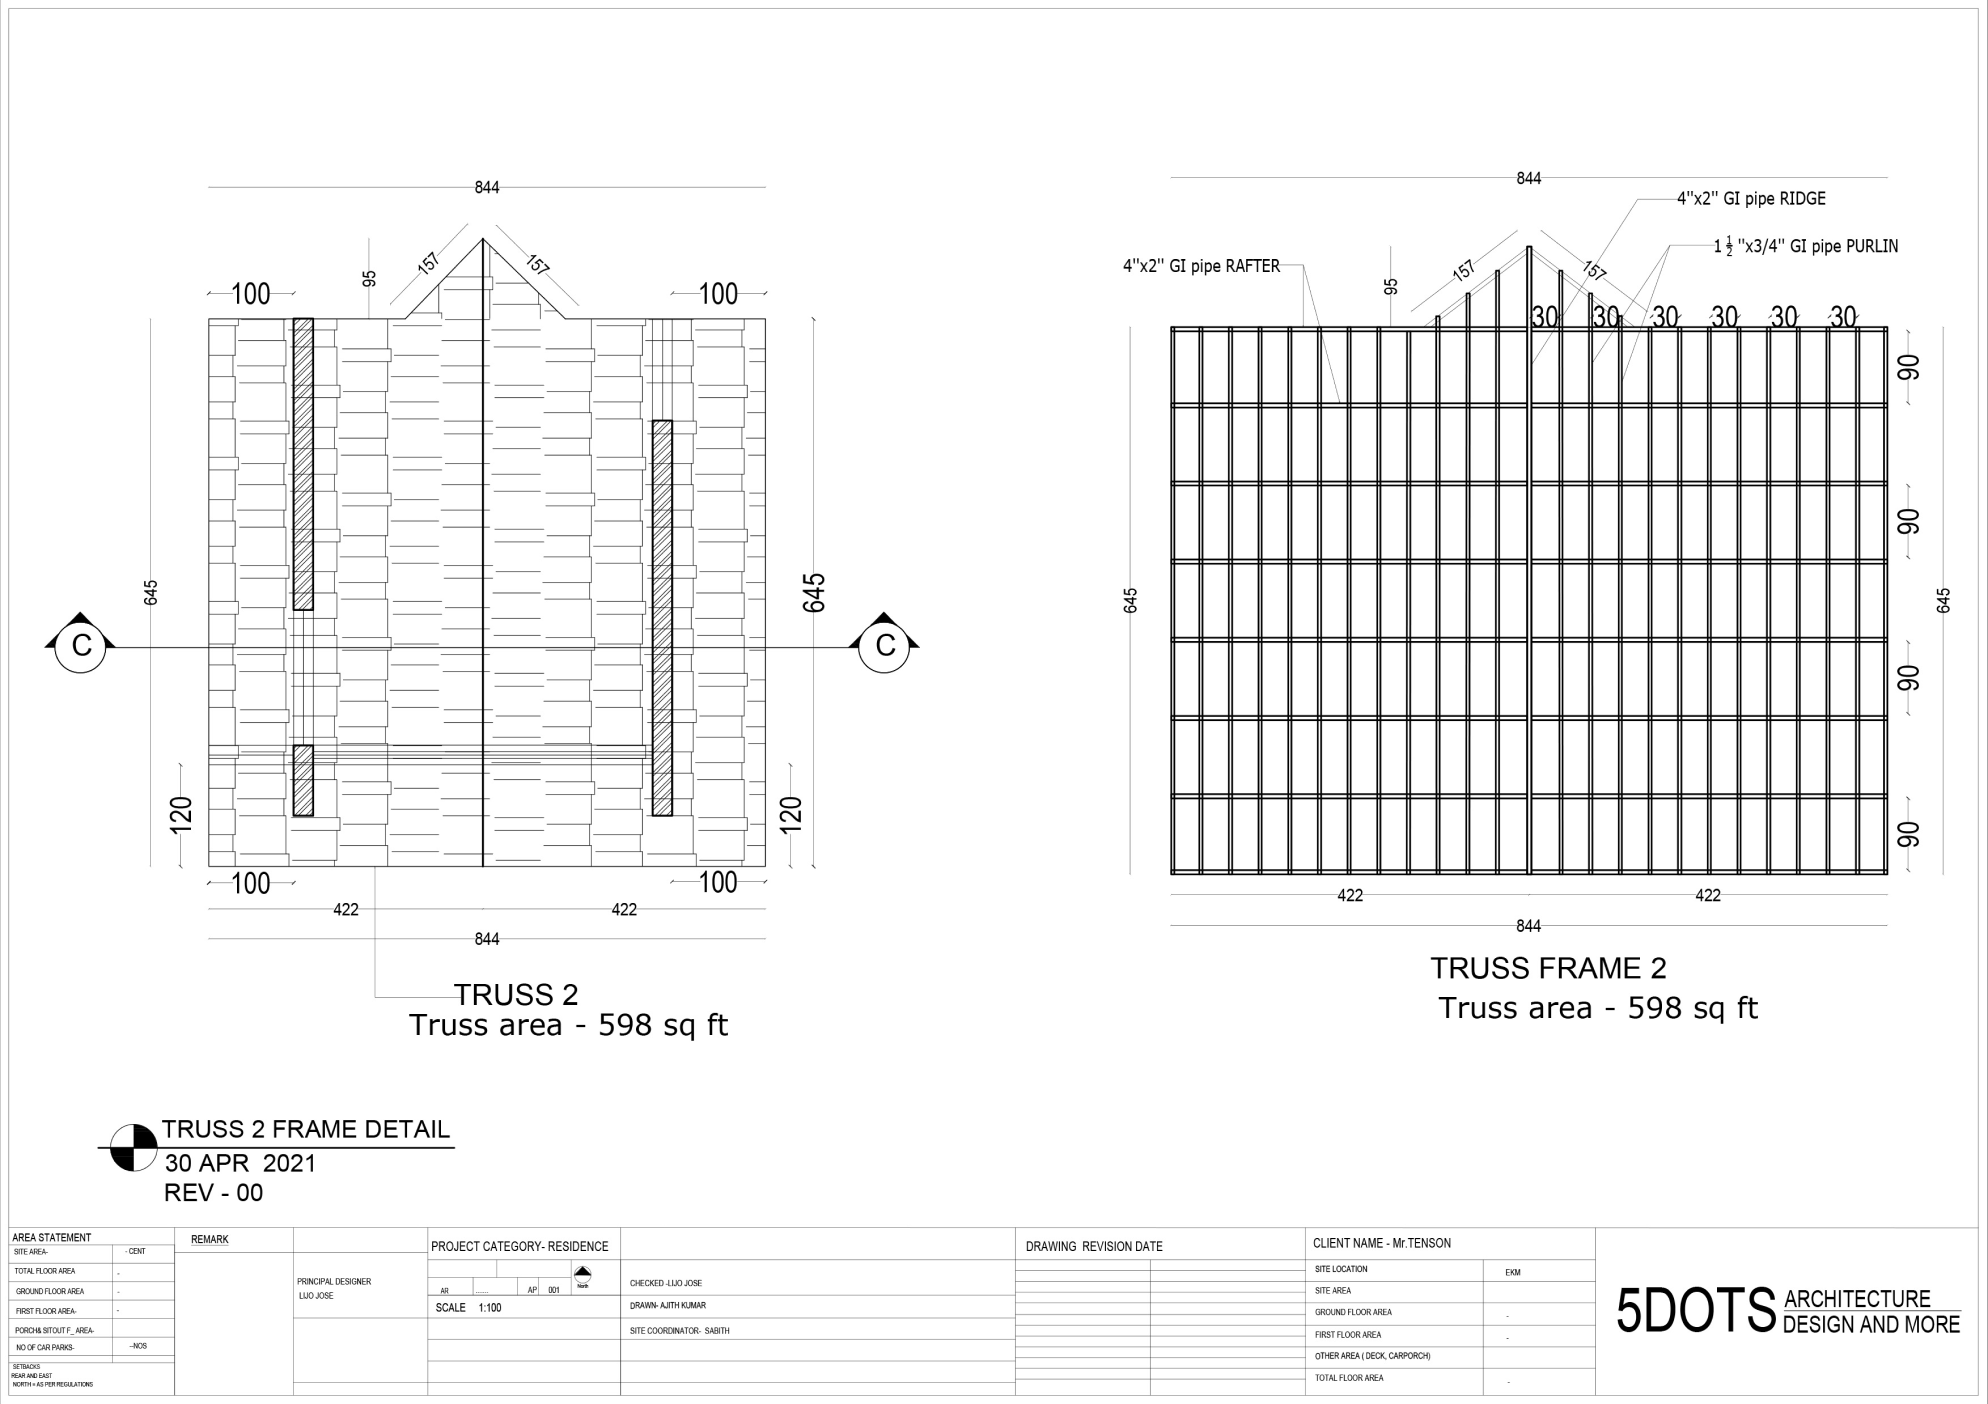 844
157
157
95
100
100
645
645
C
C
120
120
100
100
422
422
844
TRUSS 2
Truss area - 598 sq ft
844
4"x2" GI pipe RIDGE
1 1/2 "x3/4" GI pipe PURLIN
4"x2" GI pipe RAFTER
157
157
95
30 30 30 30 30 30
90
90
90
90
645
645
422
422
844
TRUSS FRAME 2
Truss area - 598 sq ft
TRUSS 2 FRAME DETAIL
30 APR 2021
REV - 00
AREA STATEMENT
SITE AREA- - CENT
TOTAL FLOOR AREA -
GROUND FLOOR AREA -
FIRST FLOOR AREA- -
PORCH& SITOUT F_ AREA-
NO OF CAR PARKS- --NOS
SETBACKS
REAR AND EAST
NORTH = AS PER REGULATIONS
REMARK
PRINCIPAL DESIGNER
LIJO JOSE
PROJECT CATEGORY- RESIDENCE
North
AR ...... AP 001
SCALE 1:100
CHECKED -LIJO JOSE
DRAWN- AJITH KUMAR
SITE COORDINATOR- SABITH
DRAWING REVISION DATE
CLIENT NAME - Mr.TENSON
SITE LOCATION EKM
SITE AREA
GROUND FLOOR AREA -
FIRST FLOOR AREA -
OTHER AREA ( DECK, CARPORCH)
TOTAL FLOOR AREA -
5DOTS ARCHITECTURE
DESIGN AND MORE